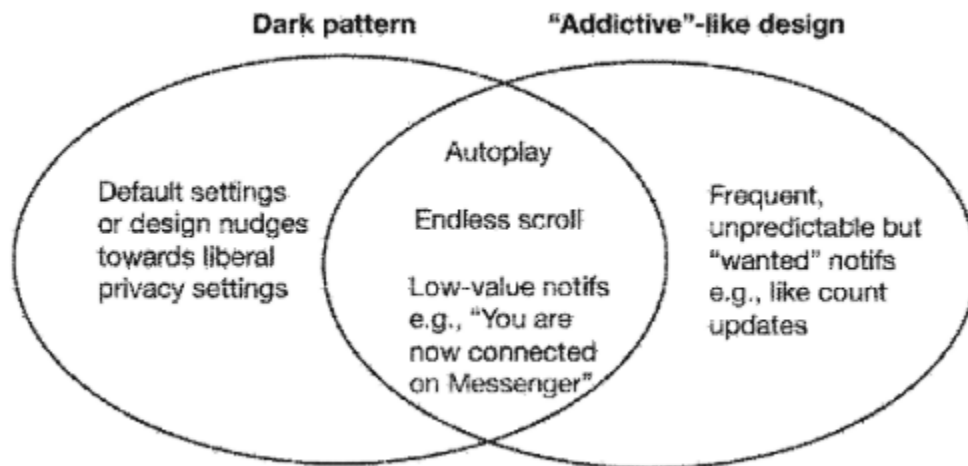 Dark pattern
"Addictive"-like design
Default settings
or design nudges
towards liberal
privacy settings
Autoplay
Endless scroll
Low-value notifs
e.g., "You are
now connected
on Messenger"
Frequent,
unpredictable but
"wanted" notifs
e.g., like count
updates